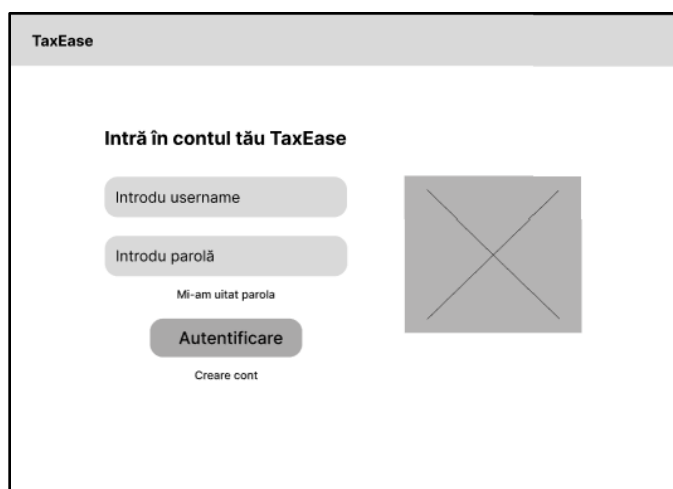 TaxEase
Intră în contul tău TaxEase
Introdu username
Introdu parolă
Mi-am uitat parola
Autentificare
Creare cont